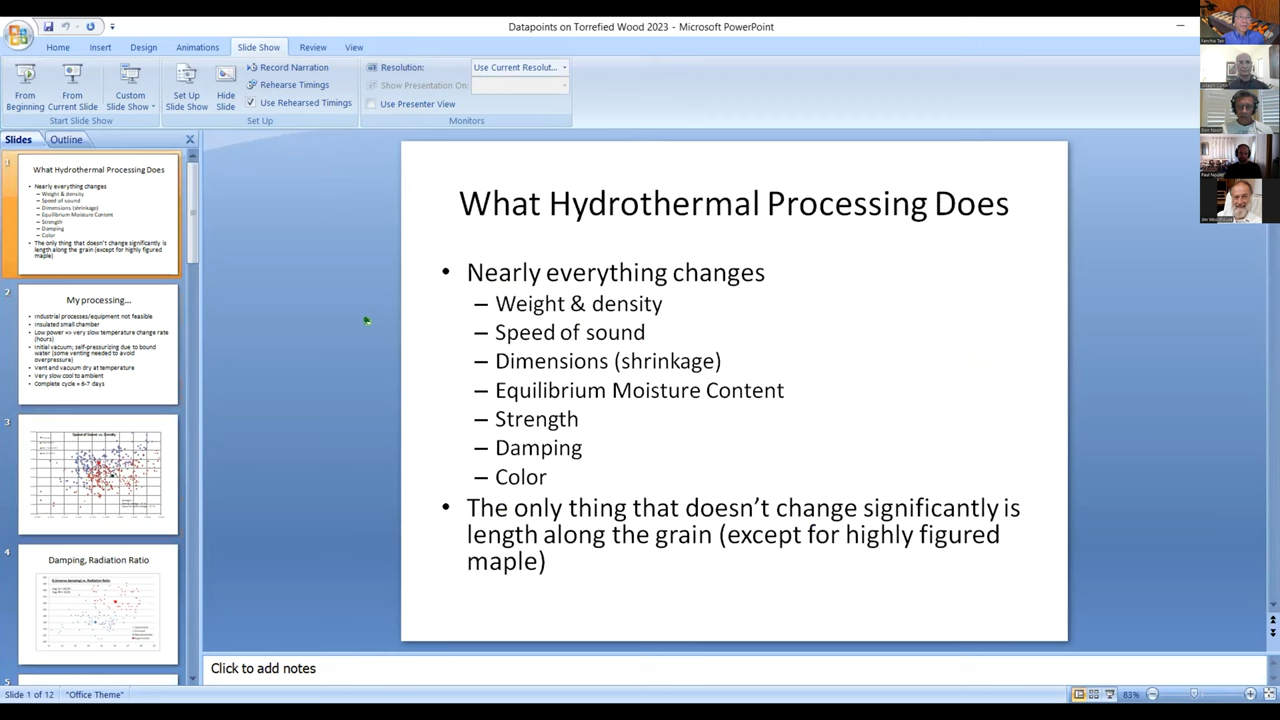 Datapoints on Torrefied Wood 2023 - Microsoft PowerPoint
Home Insert Design Animations Slide Show Review View
From Beginning
From Current Slide
Custom Slide Show
Start Slide Show
Set Up Slide Show
Hide Slide
Record Narration
Rehearse Timings
Use Rehearsed Timings
Set Up
Resolution: Use Current Resolut...
Show Presentation On:
Use Presenter View
Monitors
Slides Outline
1
What Hydrothermal Processing Does
Nearly everything changes
– Weight & density
– Speed of sound
– Dimensions (shrinkage)
– Equilibrium Moisture Content
– Strength
– Damping
– Color
The only thing that doesn't change significantly is
length along the grain (except for highly figured
maple)
2
My processing...
Industrial processes/equipment not feasible
Insulated small chamber
Low power => very slow temperature change rate
(hours)
Initial vacuum; self-pressurizing due to bound
water (some venting needed to avoid
overpressure)
Vent and vacuum dry at temperature
Very slow cool to ambient
Complete cycle = 6-7 days
3
Speed of Sound vs. Density
4
Damping, Radiation Ratio
5
What Hydrothermal Processing Does
• Nearly everything changes
– Weight & density
– Speed of sound
– Dimensions (shrinkage)
– Equilibrium Moisture Content
– Strength
– Damping
– Color
• The only thing that doesn't change significantly is
length along the grain (except for highly figured
maple)
Click to add notes
Slide 1 of 12 "Office Theme" 83%